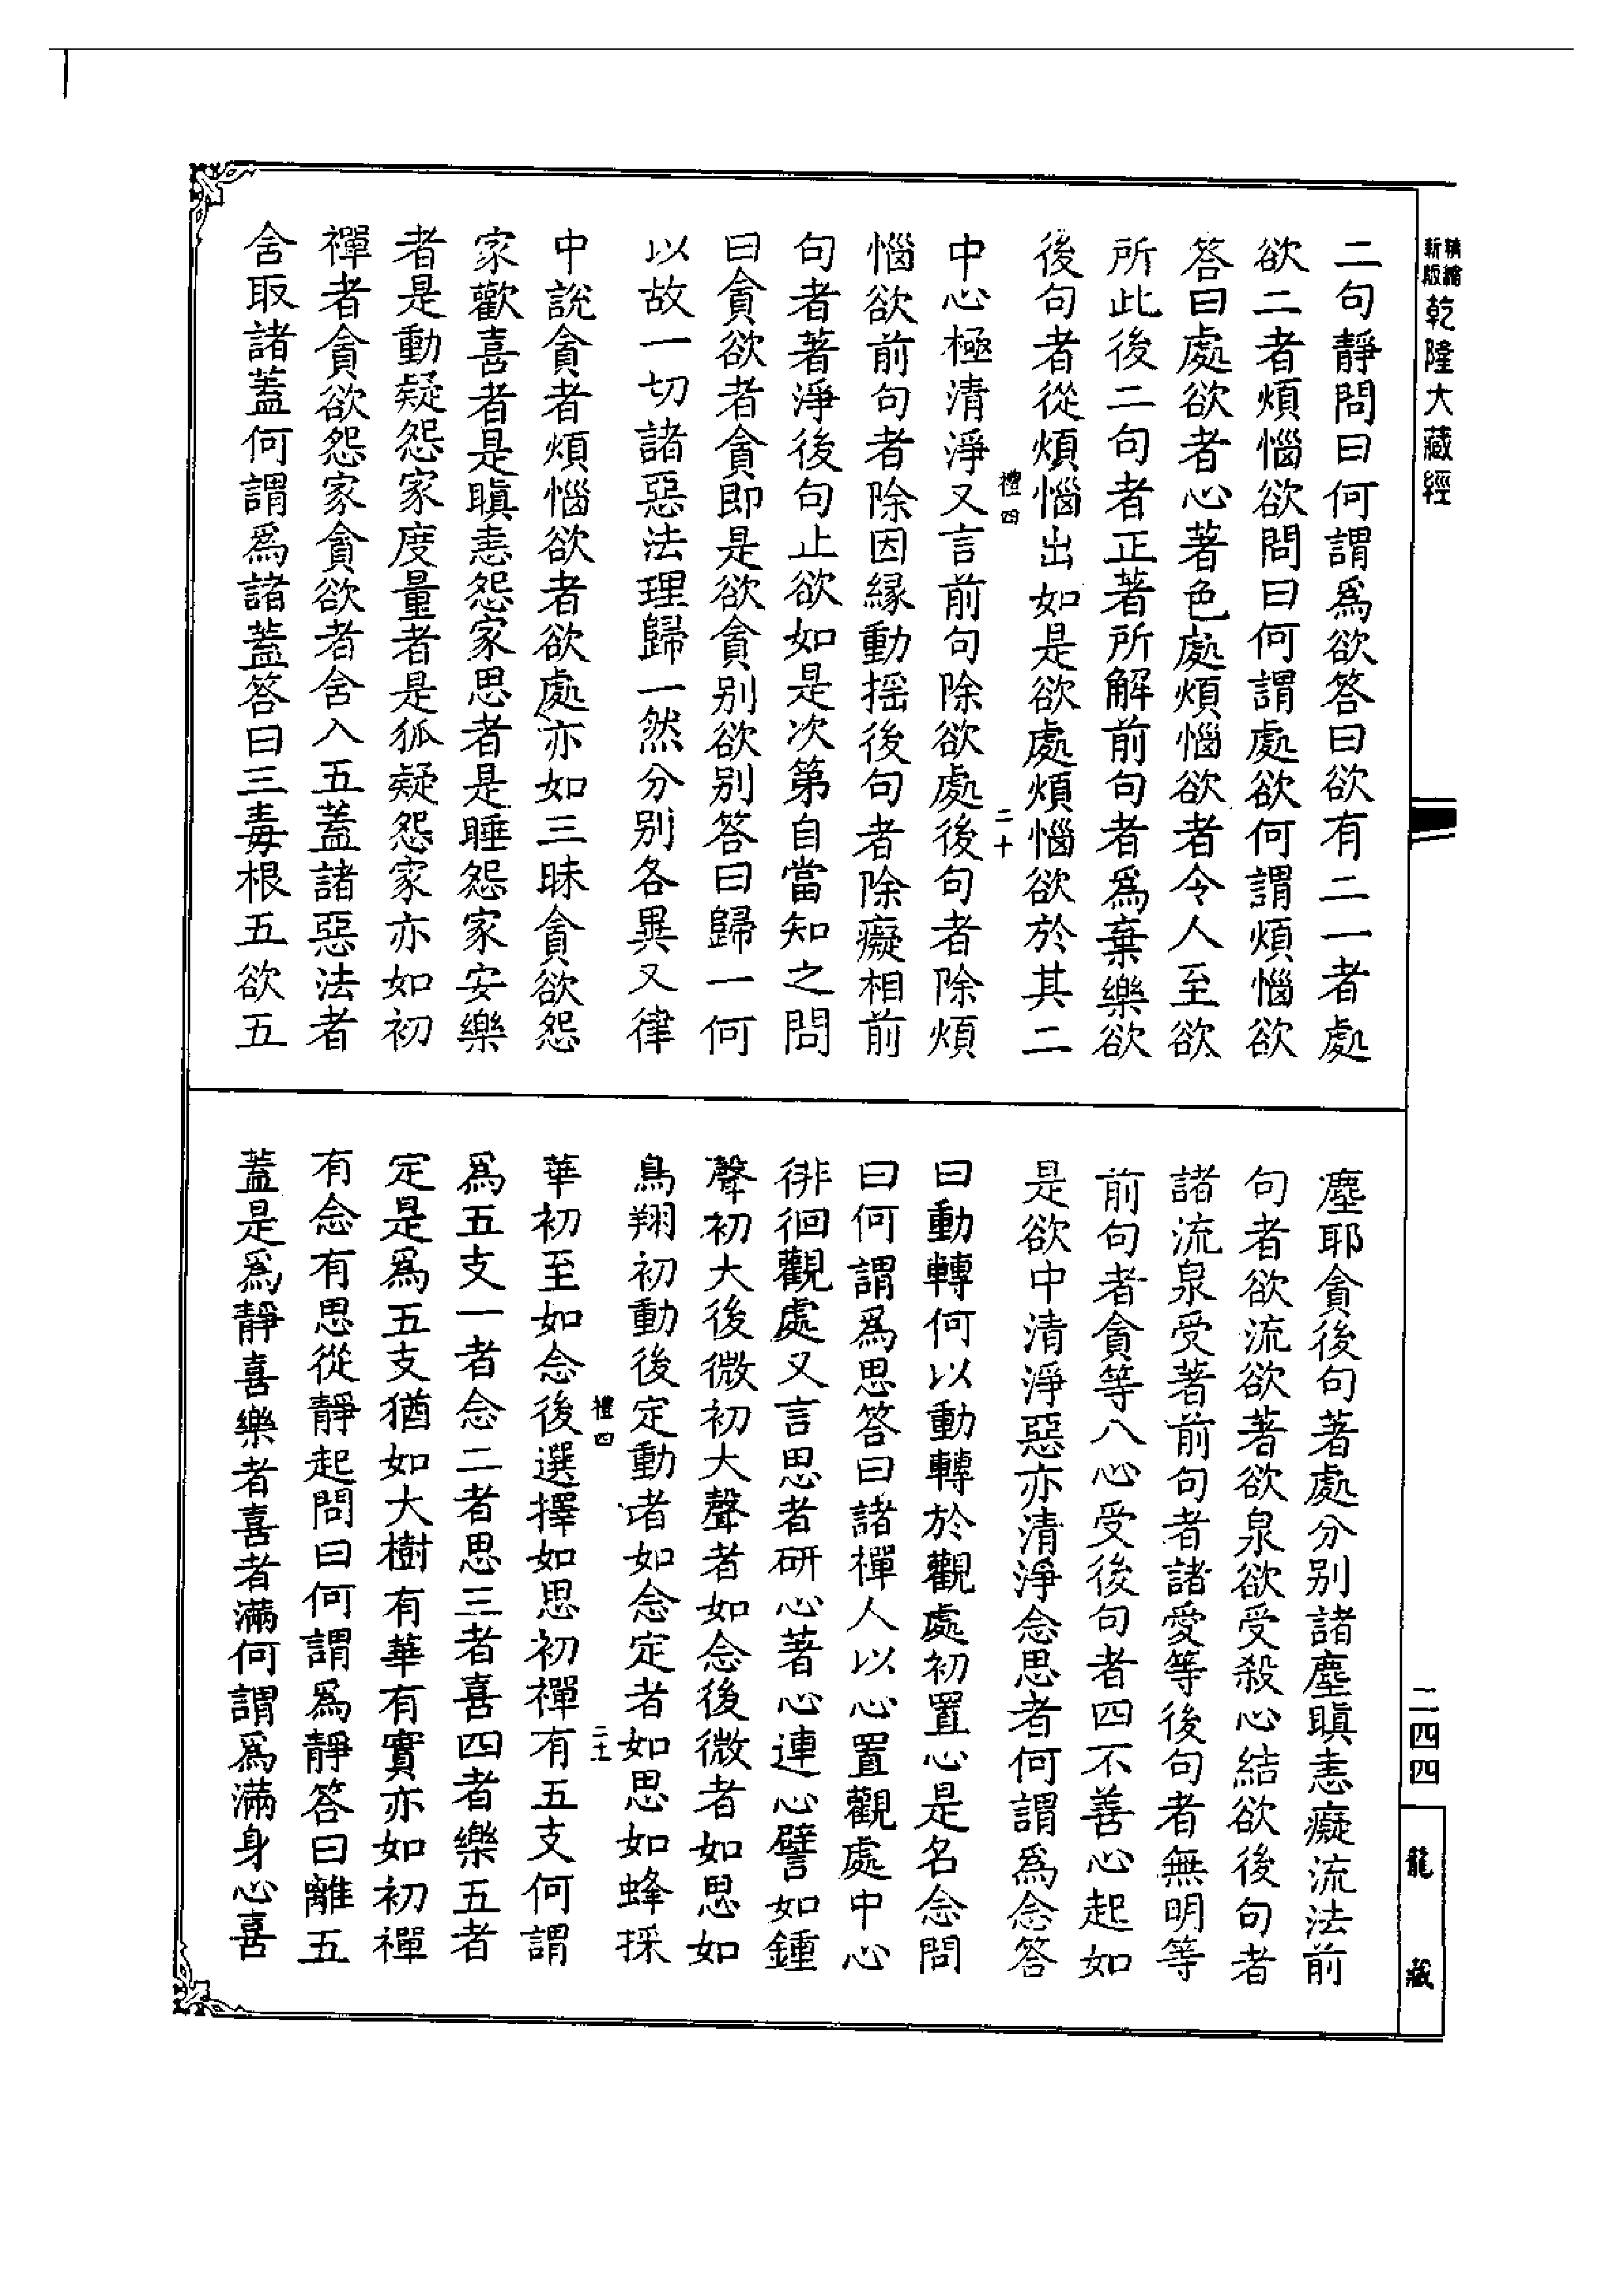 精縮
新版
乾隆大藏經
二句靜問曰何謂爲欲答曰欲有二一者處
欲二者煩惱欲問曰何謂處欲何謂煩惱欲
答曰處欲者心著色處煩惱欲者令人至欲
所此後二句者正著所解前句者爲棄樂欲
後句者從煩惱出如是欲處煩惱欲於其二
禮四
二十
中心極清淨又言前句除欲處後句者除煩
惱欲前句者除因緣動搖後句者除癡相前
句者著淨後句止欲如是次第自當知之問
曰貪欲者貪即是欲貪別欲別答曰歸一何
以故一切諸惡法理歸一然分別各異又律
中說貪者煩惱欲者欲處亦如三昧貪欲怨
家歡喜者是瞋恚怨家思者是睡怨家安樂
者是動疑怨家度量者是狐疑怨家亦如初
禪者貪欲怨家貪欲者舍入五蓋諸惡法者
舍取諸蓋何謂爲諸蓋答曰三毒根五欲五
塵耶貪後句著處分別諸塵瞋恚癡流法前
句者欲流欲著欲泉欲受殺心結欲後句者
諸流泉受著前句者諸愛等後句者無明等
前句者貪等八心受後句者四不善心起如
是欲中清淨惡亦清淨念思者何謂爲念答
曰動轉何以動轉於觀處初置心是名念問
曰何謂爲思答曰諸禪人以心置觀處中心
徘徊觀處又言思者研心著心連心譬如鍾
聲初大後微初大聲者如念後微者如思如
鳥翔初動後定動者如念定者如思如蜂採
禮四
二十一
華初至如念後選擇如思初禪有五支何謂
爲五支一者念二者思三者喜四者樂五者
定是爲五支猶如大樹有華有實亦如初禪
有念有思從靜起問曰何謂爲靜答曰離五
蓋是爲靜喜樂者喜者滿何謂爲滿身心喜
二四四
龍藏